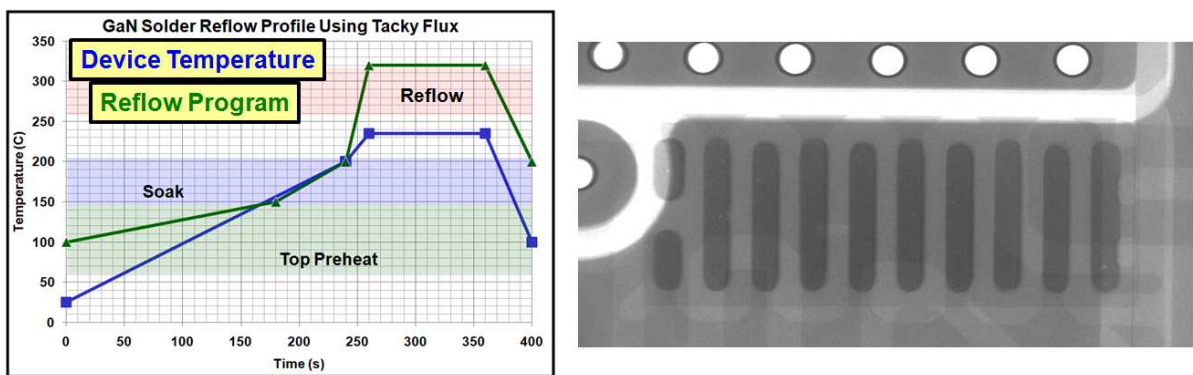 GaN Solder Reflow Profile Using Tacky Flux
Device Temperature
Reflow Program
Reflow
Soak
Top Preheat
Temperature (C)
350
300
250
200
150
100
50
0
0 50 100 150 200 250 300 350 400
Time (s)